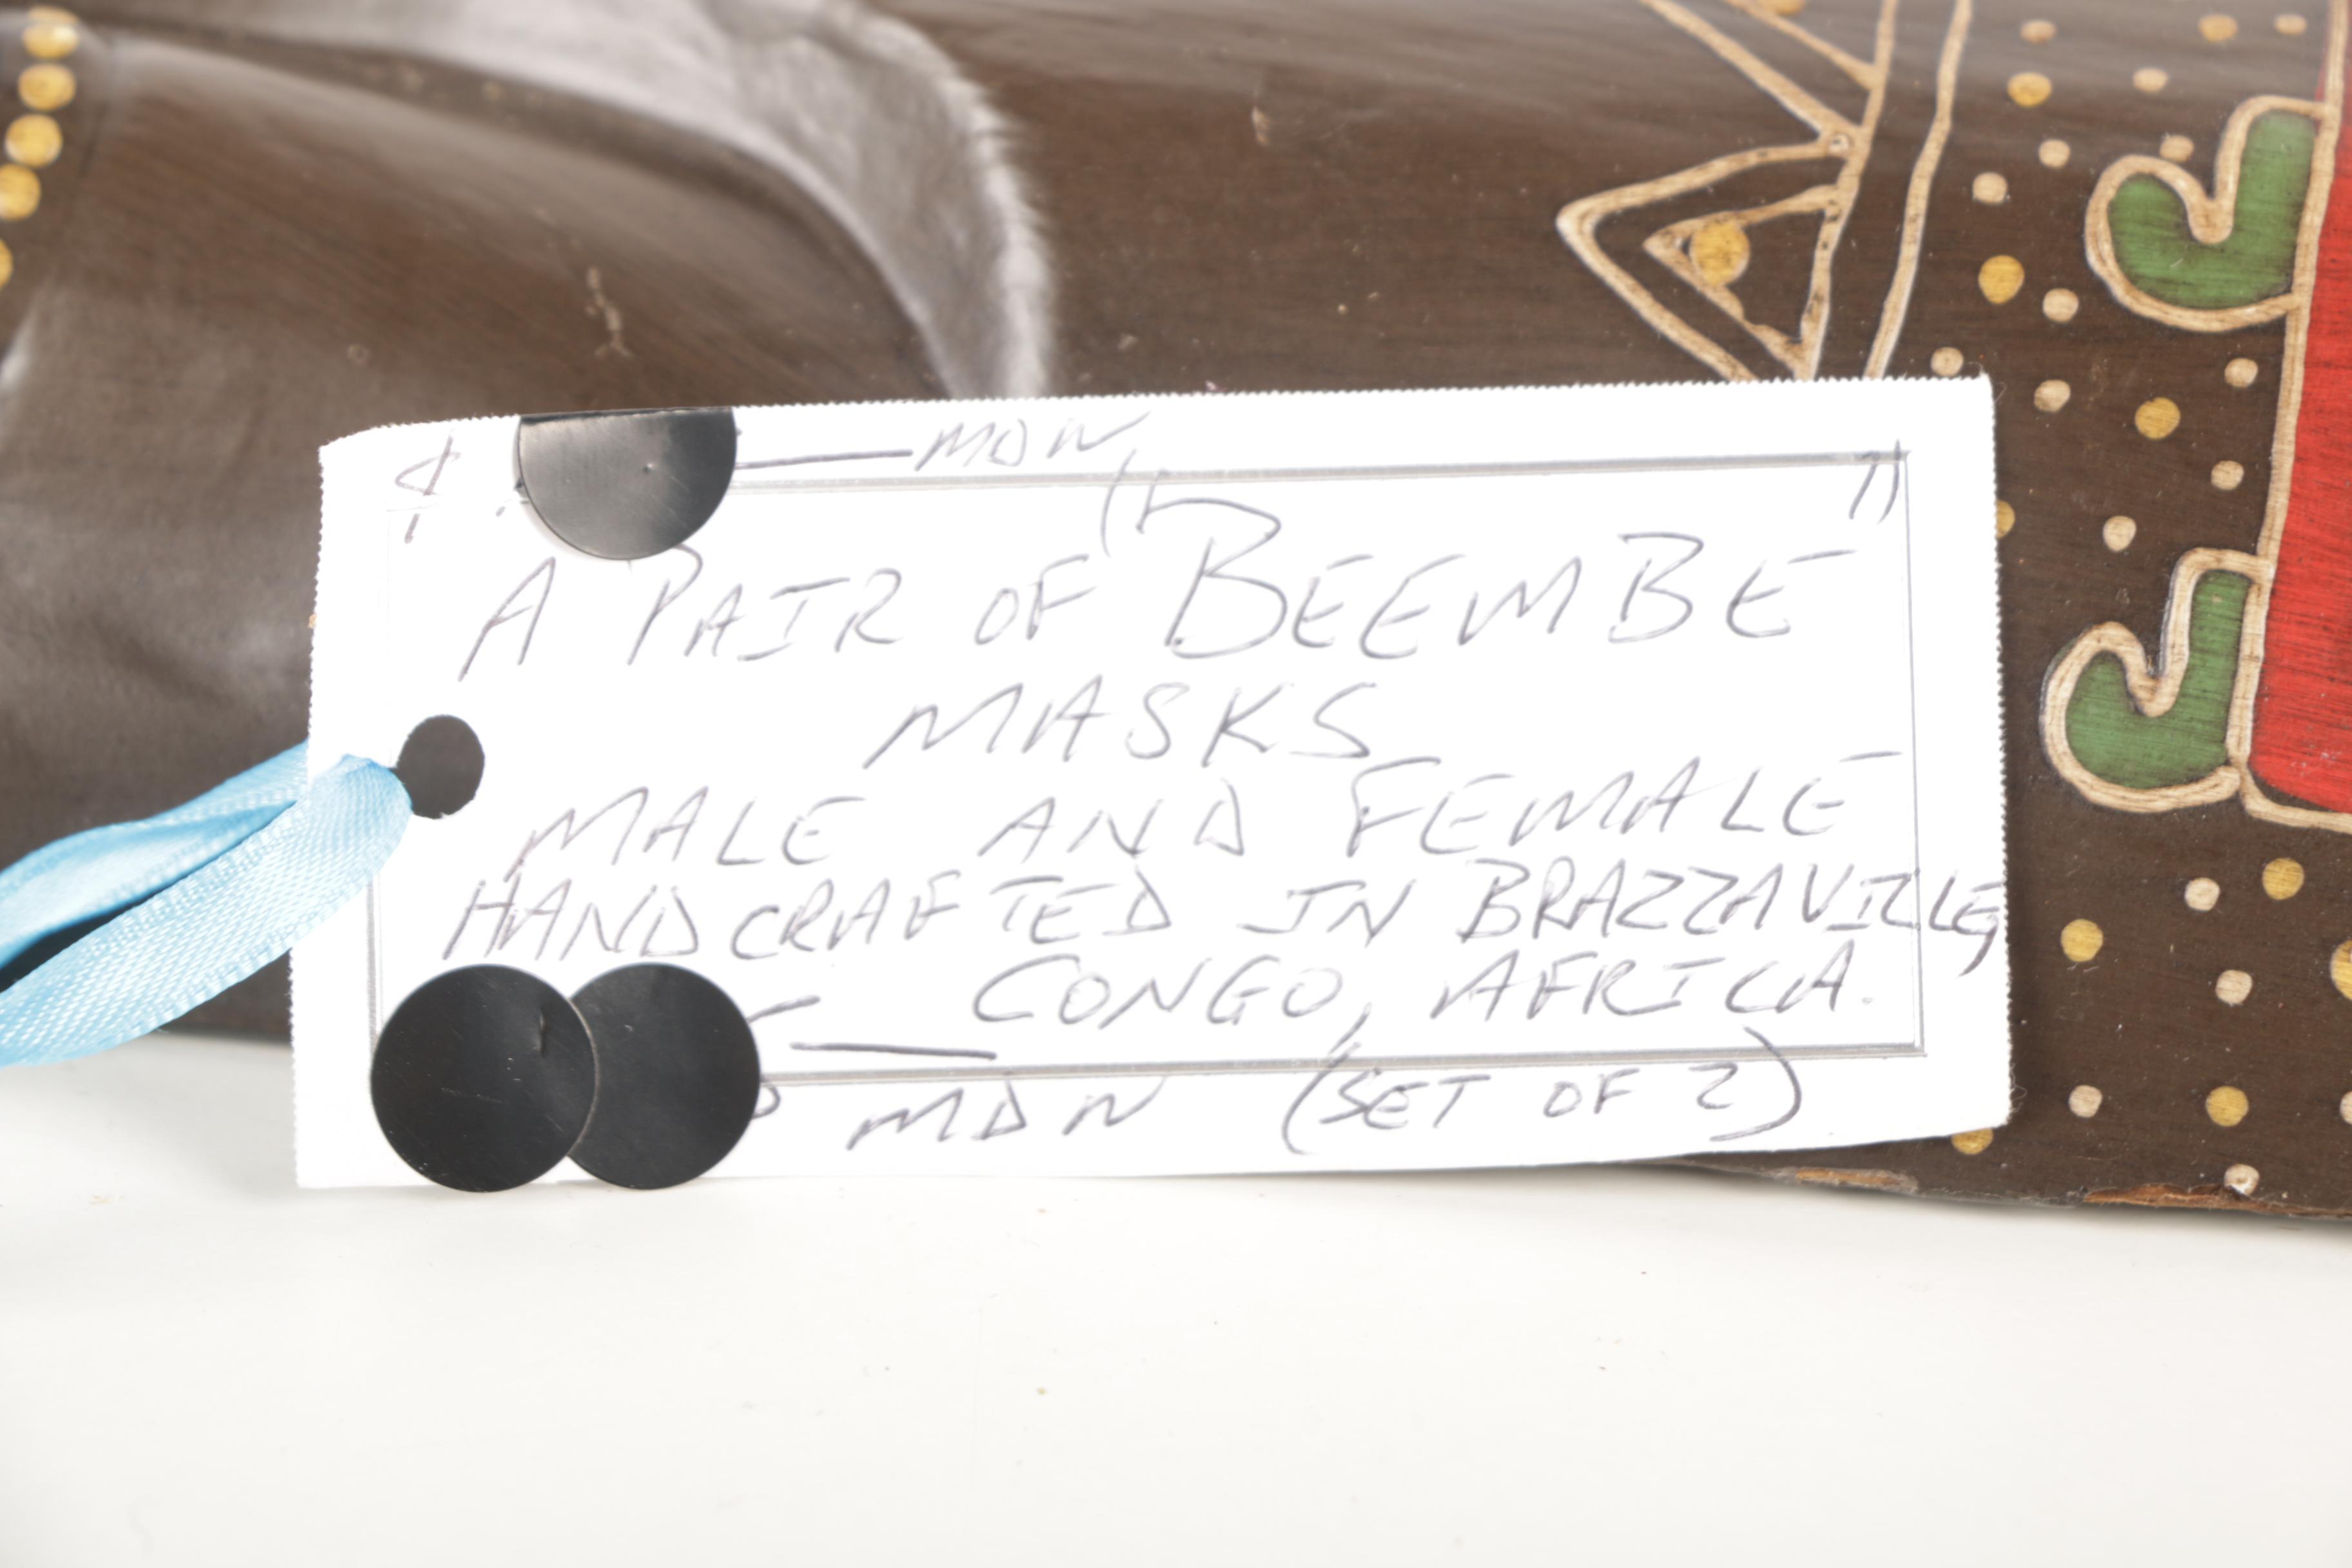 $ MDN
A PAIR OF "BEEMBE"
MASKS
MALE AND FEMALE
HANDCRAFTED IN BRAZZAVILLE,
CONGO, AFRICA.
MDN (SET OF 2)